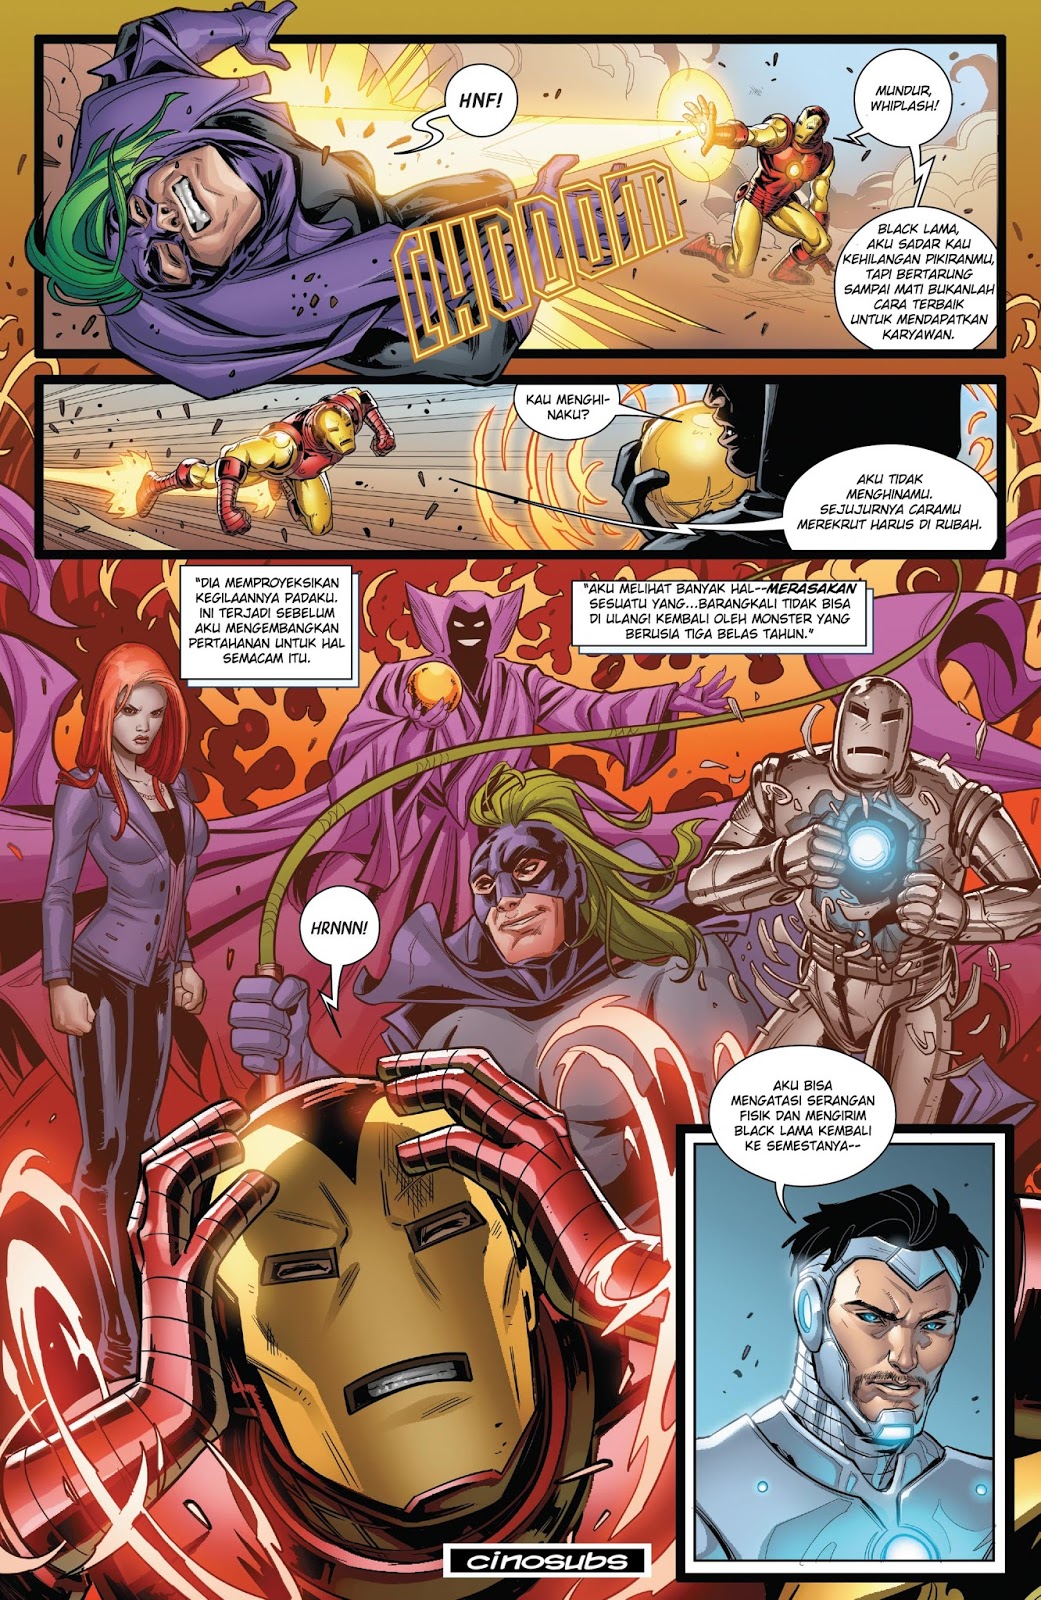 HNF!
MUNDUR,
WHIPLASH!
CHOOOM
BLACK LAMA,
AKU SADAR KAU
KEHILANGAN PIKIRANMU,
TAPI BERTARUNG
SAMPAI MATI BUKANLAH
CARA TERBAIK
UNTUK MENDAPATKAN
KARYAWAN.
KAU MENGHI-
NAKU?
AKU TIDAK
MENGHINAMU.
SEJUJURNYA CARAMU
MEREKRUT HARUS DI RUBAH.
"DIA MEMPROYEKSIKAN
KEGILAANNYA PADAKU.
INI TERJADI SEBELUM
AKU MENGEMBANGKAN
PERTAHANAN UNTUK HAL
SEMACAM ITU.
"AKU MELIHAT BANYAK HAL--MERASAKAN
SESUATU YANG...BARANGKALI TIDAK BISA
DI ULANGI KEMBALI OLEH MONSTER YANG
BERUSIA TIGA BELAS TAHUN."
HRNNN!
AKU BISA
MENGATASI SERANGAN
FISIK DAN MENGIRIM
BLACK LAMA KEMBALI
KE SEMESTANYA--
cinosubs